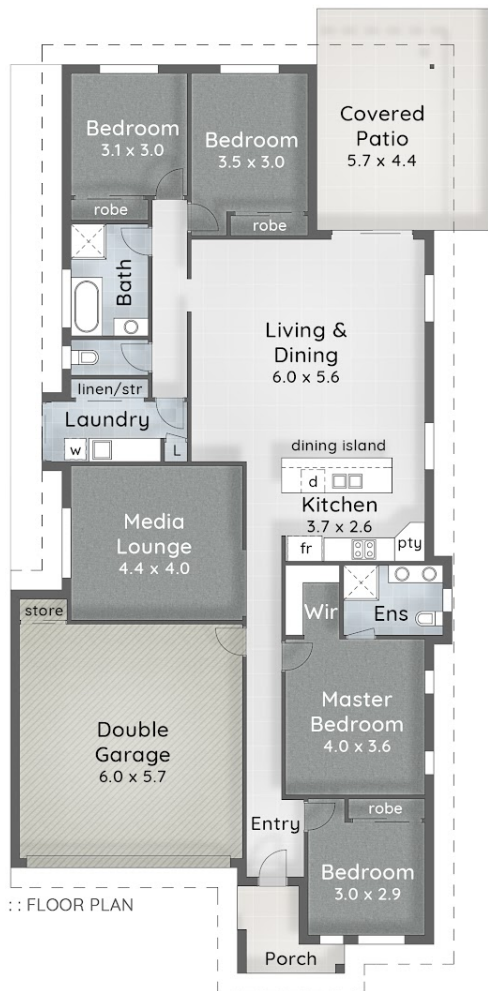 Bedroom
3.1 x 3.0
robe
Bedroom
3.5 x 3.0
robe
Covered
Patio
5.7 x 4.4
Bath
Living &
Dining
6.0 x 5.6
linen/str
Laundry
w
L
dining island
d
Kitchen
3.7 x 2.6
fr
pty
Media
Lounge
4.4 x 4.0
Wir
Ens
store
Double
Garage
6.0 x 5.7
Master
Bedroom
4.0 x 3.6
robe
Entry
Bedroom
3.0 x 2.9
Porch
:: FLOOR PLAN